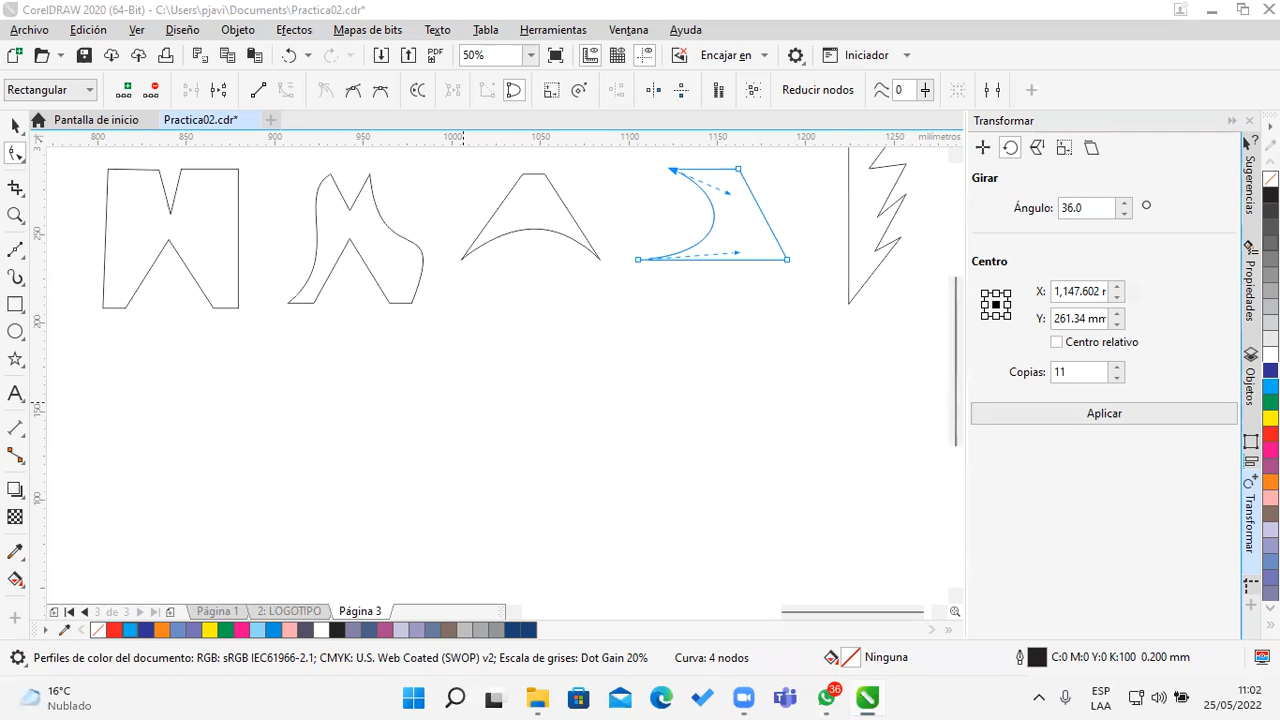 CorelDRAW 2020 (64-Bit) - C:\Users\pjavi\Documents\Practica02.cdr*
Archivo Edición Ver Diseño Objeto Efectos Mapas de bits Texto Tabla Herramientas Ventana Ayuda
PDF 50% Encajar en Iniciador
Rectangular Reducir nodos 0
Pantalla de inicio Practica02.cdr*
800 850 900 950 1000 1050 1100 1150 1200 1250 milímetros
250
200
150
100
Transformar
Girar
Ángulo: 36.0
Centro
X: 1,147.602 r
Y: 261.34 mm
Centro relativo
Copias: 11
Aplicar
Sugerencias
Propiedades
Objetos
Transformar
3 de 3 Página 1 2: LOGOTIPO Página 3
Perfiles de color del documento: RGB: sRGB IEC61966-2.1; CMYK: U.S. Web Coated (SWOP) v2; Escala de grises: Dot Gain 20% Curva: 4 nodos Ninguna C:0 M:0 Y:0 K:100 0.200 mm
16°C
Nublado
36
ESP
LAA
11:02
25/05/2022